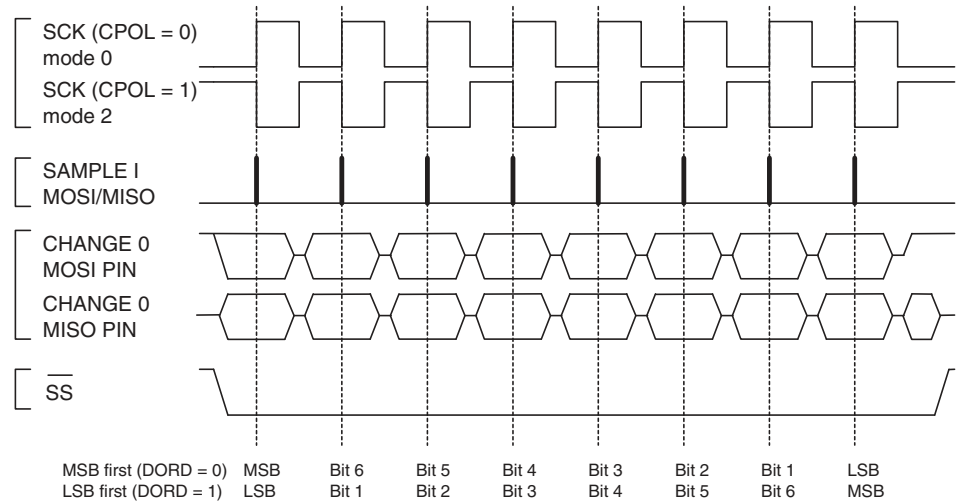 SCK (CPOL = 0)
mode 0
SCK (CPOL = 1)
mode 2
SAMPLE I
MOSI/MISO
CHANGE 0
MOSI PIN
CHANGE 0
MISO PIN
SS
MSB first (DORD = 0) MSB Bit 6 Bit 5 Bit 4 Bit 3 Bit 2 Bit 1 LSB
LSB first (DORD = 1) LSB Bit 1 Bit 2 Bit 3 Bit 4 Bit 5 Bit 6 MSB